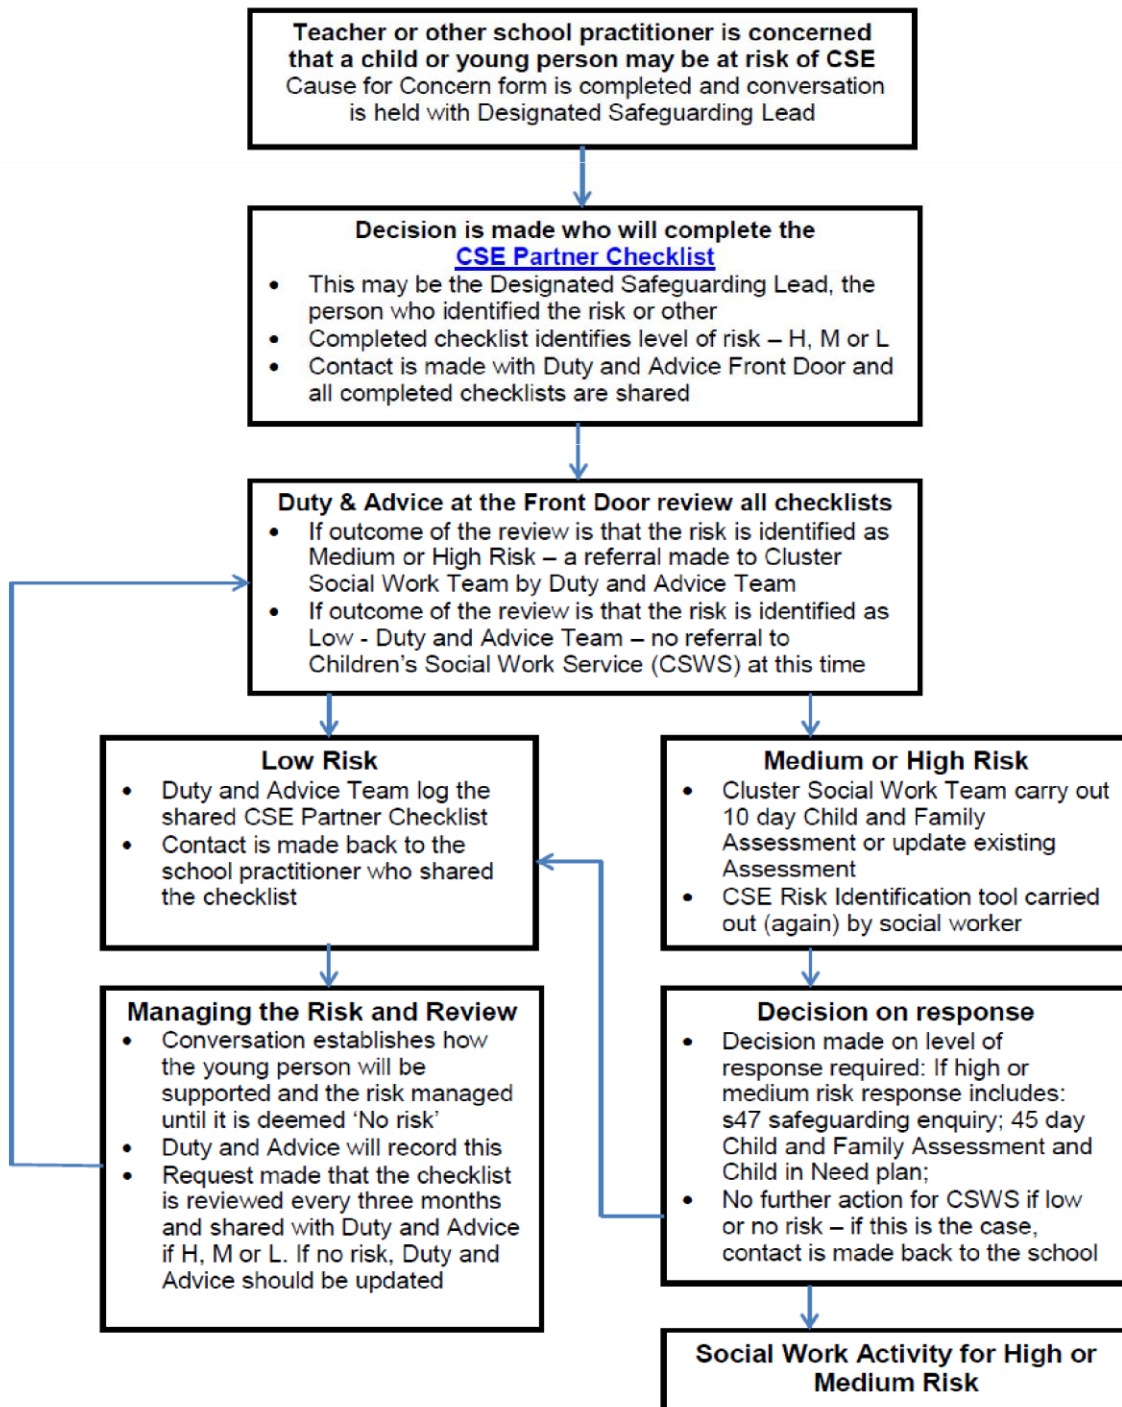 Teacher or other school practitioner is concerned
that a child or young person may be at risk of CSE
Cause for Concern form is completed and conversation
is held with Designated Safeguarding Lead
Decision is made who will complete the
CSE Partner Checklist
• This may be the Designated Safeguarding Lead, the
person who identified the risk or other
• Completed checklist identifies level of risk – H, M or L
• Contact is made with Duty and Advice Front Door and
all completed checklists are shared
Duty & Advice at the Front Door review all checklists
• If outcome of the review is that the risk is identified as
Medium or High Risk – a referral made to Cluster
Social Work Team by Duty and Advice Team
• If outcome of the review is that the risk is identified as
Low - Duty and Advice Team – no referral to
Children's Social Work Service (CSWS) at this time
Low Risk
• Duty and Advice Team log the
shared CSE Partner Checklist
• Contact is made back to the
school practitioner who shared
the checklist
Medium or High Risk
• Cluster Social Work Team carry out
10 day Child and Family
Assessment or update existing
Assessment
• CSE Risk Identification tool carried
out (again) by social worker
Managing the Risk and Review
• Conversation establishes how
the young person will be
supported and the risk managed
until it is deemed 'No risk'
• Duty and Advice will record this
• Request made that the checklist
is reviewed every three months
and shared with Duty and Advice
if H, M or L. If no risk, Duty and
Advice should be updated
Decision on response
• Decision made on level of
response required: If high or
medium risk response includes:
s47 safeguarding enquiry; 45 day
Child and Family Assessment and
Child in Need plan;
• No further action for CSWS if low
or no risk – if this is the case,
contact is made back to the school
Social Work Activity for High or
Medium Risk